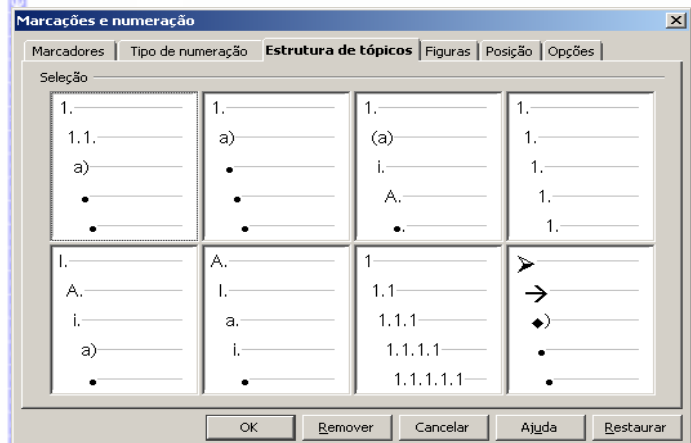 Marcações e numeração
Marcadores Tipo de numeração Estrutura de tópicos Figuras Posição Opções
Seleção
1.
1.1.
a)
•
•
1.
a)
•
•
•
1.
(a)
i.
A.
•.
1.
1.
1.
1.
1.
I.
A.
i.
a)
•
A.
I.
a.
i.
•
1
1.1
1.1.1
1.1.1.1
1.1.1.1.1
➢
→
◆)
•
•
OK Remover Cancelar Ajuda Restaurar